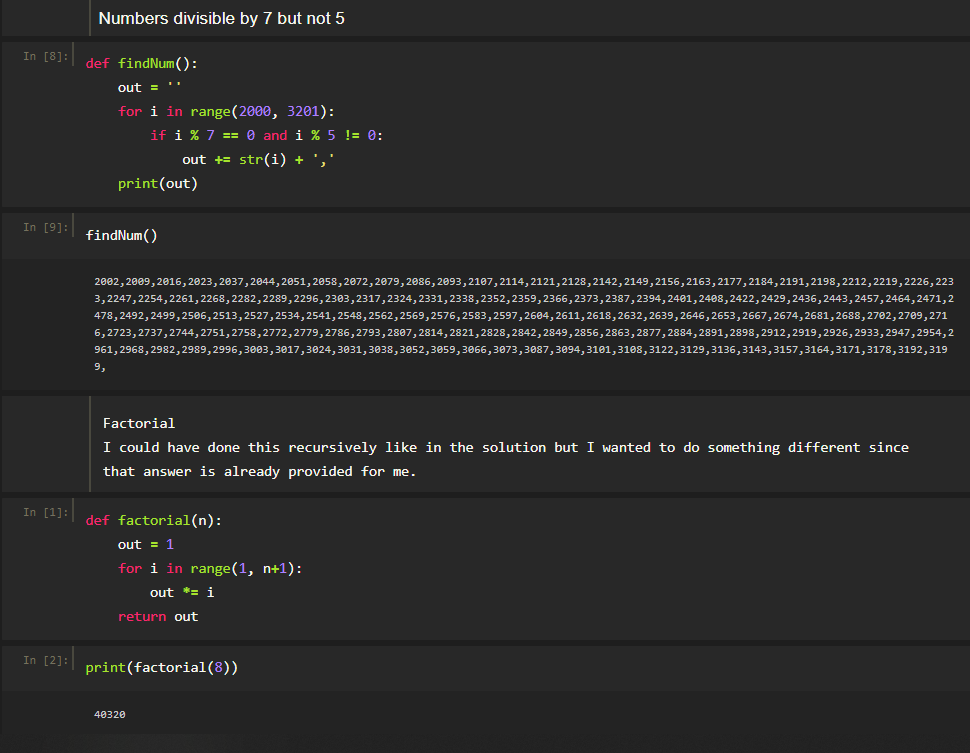 Numbers divisible by 7 but not 5
In [8]:
def findNum():
    out = ''
    for i in range(2000, 3201):
        if i % 7 == 0 and i % 5 != 0:
            out += str(i) + ','
    print(out)
In [9]:
findNum()
2002,2009,2016,2023,2037,2044,2051,2058,2072,2079,2086,2093,2107,2114,2121,2128,2142,2149,2156,2163,2177,2184,2191,2198,2212,2219,2226,223
3,2247,2254,2261,2268,2282,2289,2296,2303,2317,2324,2331,2338,2352,2359,2366,2373,2387,2394,2401,2408,2422,2429,2436,2443,2457,2464,2471,2
478,2492,2499,2506,2513,2527,2534,2541,2548,2562,2569,2576,2583,2597,2604,2611,2618,2632,2639,2646,2653,2667,2674,2681,2688,2702,2709,271
6,2723,2737,2744,2751,2758,2772,2779,2786,2793,2807,2814,2821,2828,2842,2849,2856,2863,2877,2884,2891,2898,2912,2919,2926,2933,2947,2954,2
961,2968,2982,2989,2996,3003,3017,3024,3031,3038,3052,3059,3066,3073,3087,3094,3101,3108,3122,3129,3136,3143,3157,3164,3171,3178,3192,319
9,
Factorial
I could have done this recursively like in the solution but I wanted to do something different since
that answer is already provided for me.
In [1]:
def factorial(n):
    out = 1
    for i in range(1, n+1):
        out *= i
    return out
In [2]:
print(factorial(8))
40320